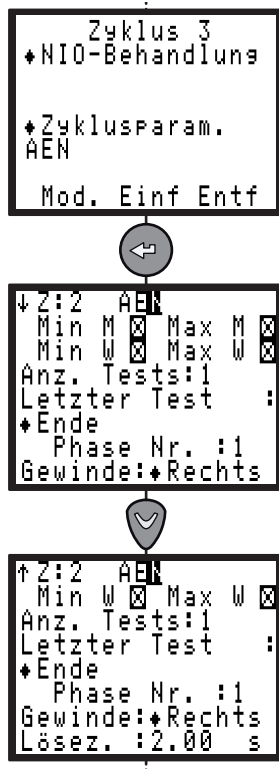 Zyklus 3
♦NIO-Behandlung
♦Zyklusparam.
AEN
Mod. Einf Entf
↓Z:2 AEN
Min M ☒ Max M ☒
Min W ☒ Max W ☒
Anz. Tests:1
Letzter Test :
♦Ende
Phase Nr. :1
Gewinde:♦Rechts
↑Z:2 AEN
Min W ☒ Max W ☒
Anz. Tests:1
Letzter Test :
♦Ende
Phase Nr. :1
Gewinde:♦Rechts
Lösez. :2.00 s